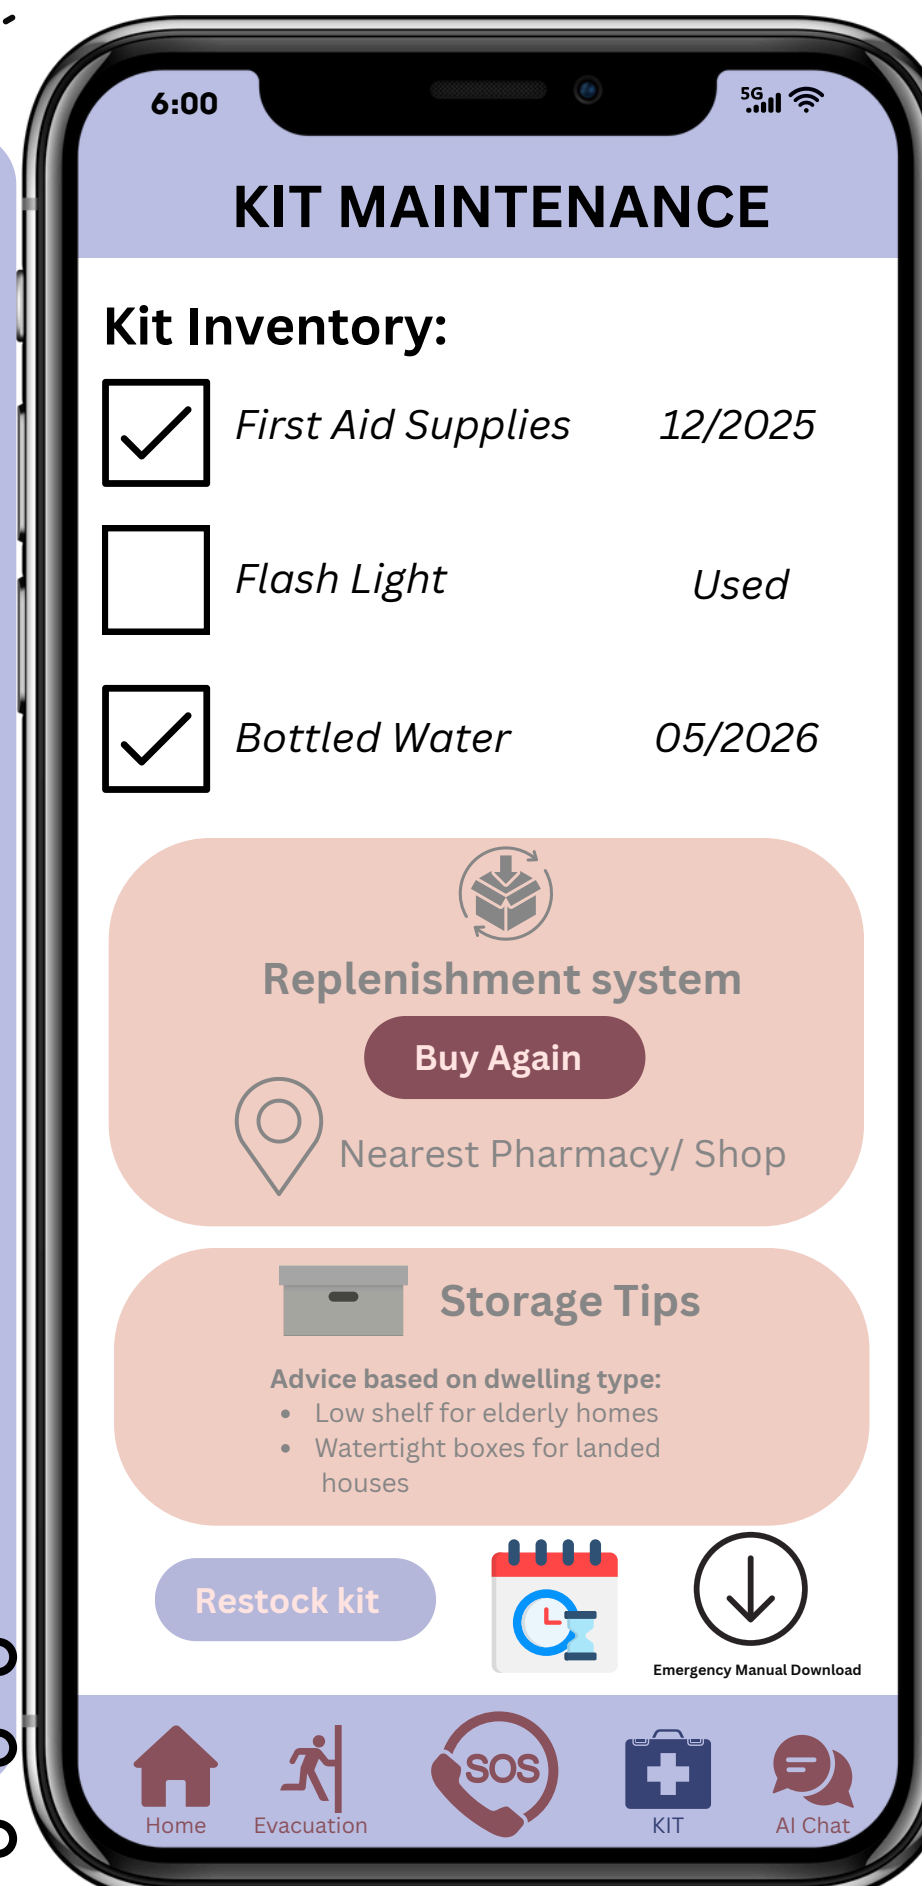 6:00
5G
KIT MAINTENANCE
Kit Inventory:
First Aid Supplies 12/2025
Flash Light Used
Bottled Water 05/2026
Replenishment system
Buy Again
Nearest Pharmacy/ Shop
Storage Tips
Advice based on dwelling type:
• Low shelf for elderly homes
• Watertight boxes for landed
houses
Restock kit
Emergency Manual Download
SOS
Home Evacuation KIT AI Chat